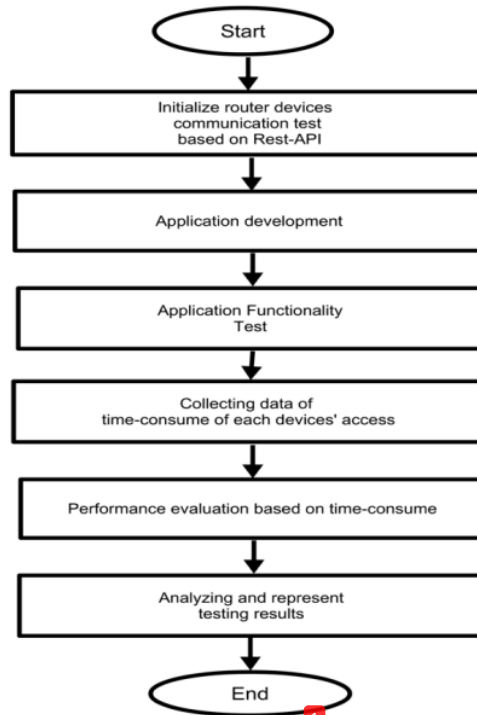 Start
Initialize router devices
communication test
based on Rest-API
Application development
Application Functionality
Test
Collecting data of
time-consume of each devices' access
Performance evaluation based on time-consume
Analyzing and represent
testing results
End